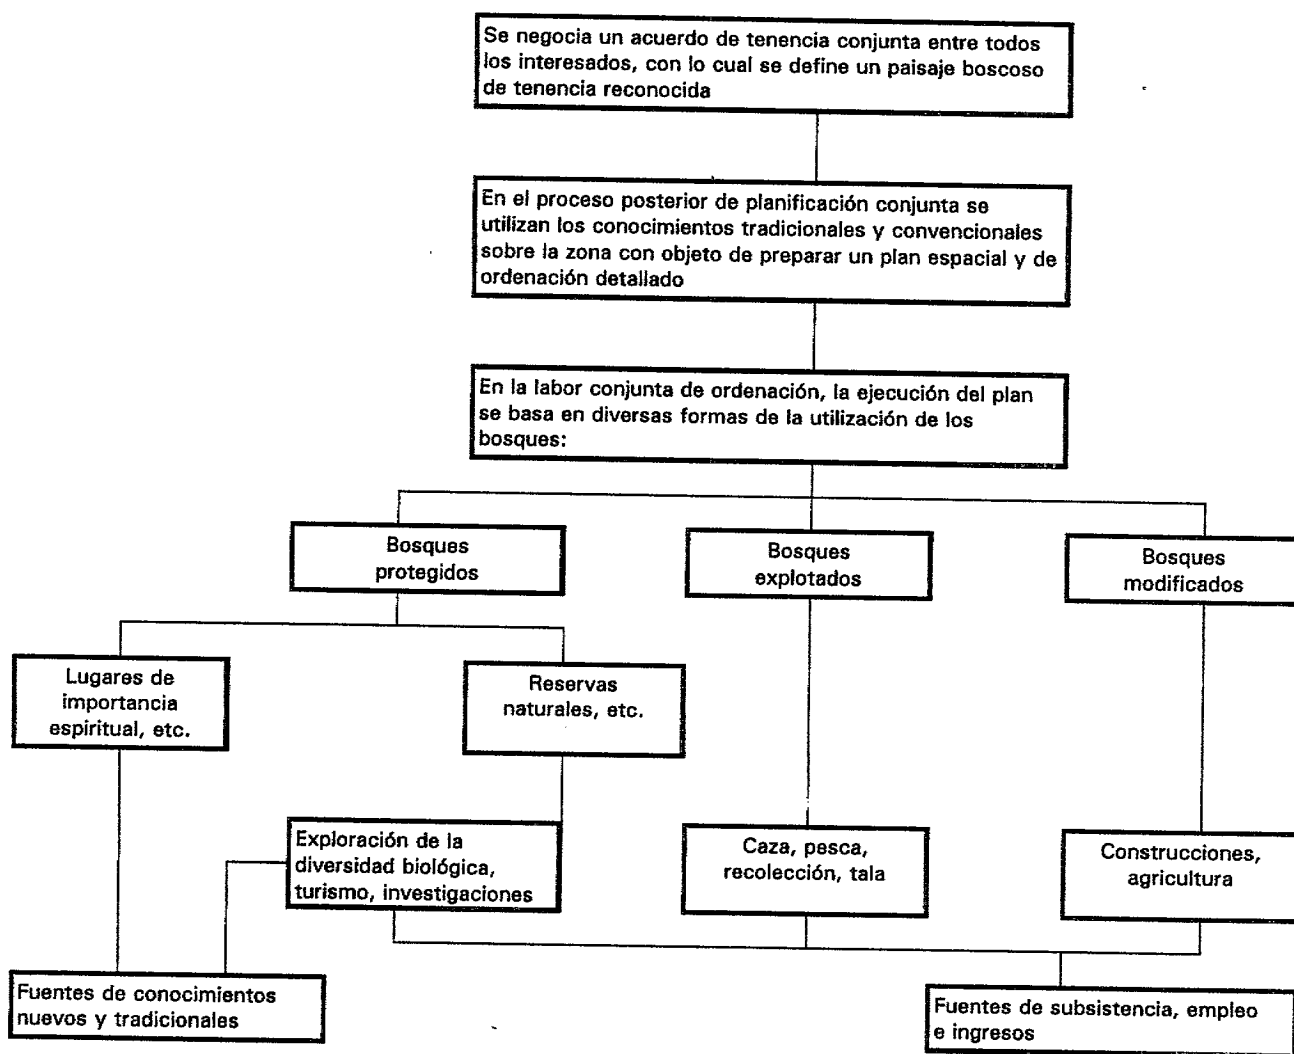 Se negocia un acuerdo de tenencia conjunta entre todos
los interesados, con lo cual se define un paisaje boscoso
de tenencia reconocida
En el proceso posterior de planificación conjunta se
utilizan los conocimientos tradicionales y convencionales
sobre la zona con objeto de preparar un plan espacial y de
ordenación detallado
En la labor conjunta de ordenación, la ejecución del plan
se basa en diversas formas de la utilización de los
bosques:
Bosques
protegidos
Bosques
explotados
Bosques
modificados
Lugares de
importancia
espiritual, etc.
Reservas
naturales, etc.
Exploración de la
diversidad biológica,
turismo, investigaciones
Caza, pesca,
recolección, tala
Construcciones,
agricultura
Fuentes de conocimientos
nuevos y tradicionales
Fuentes de subsistencia, empleo
e ingresos